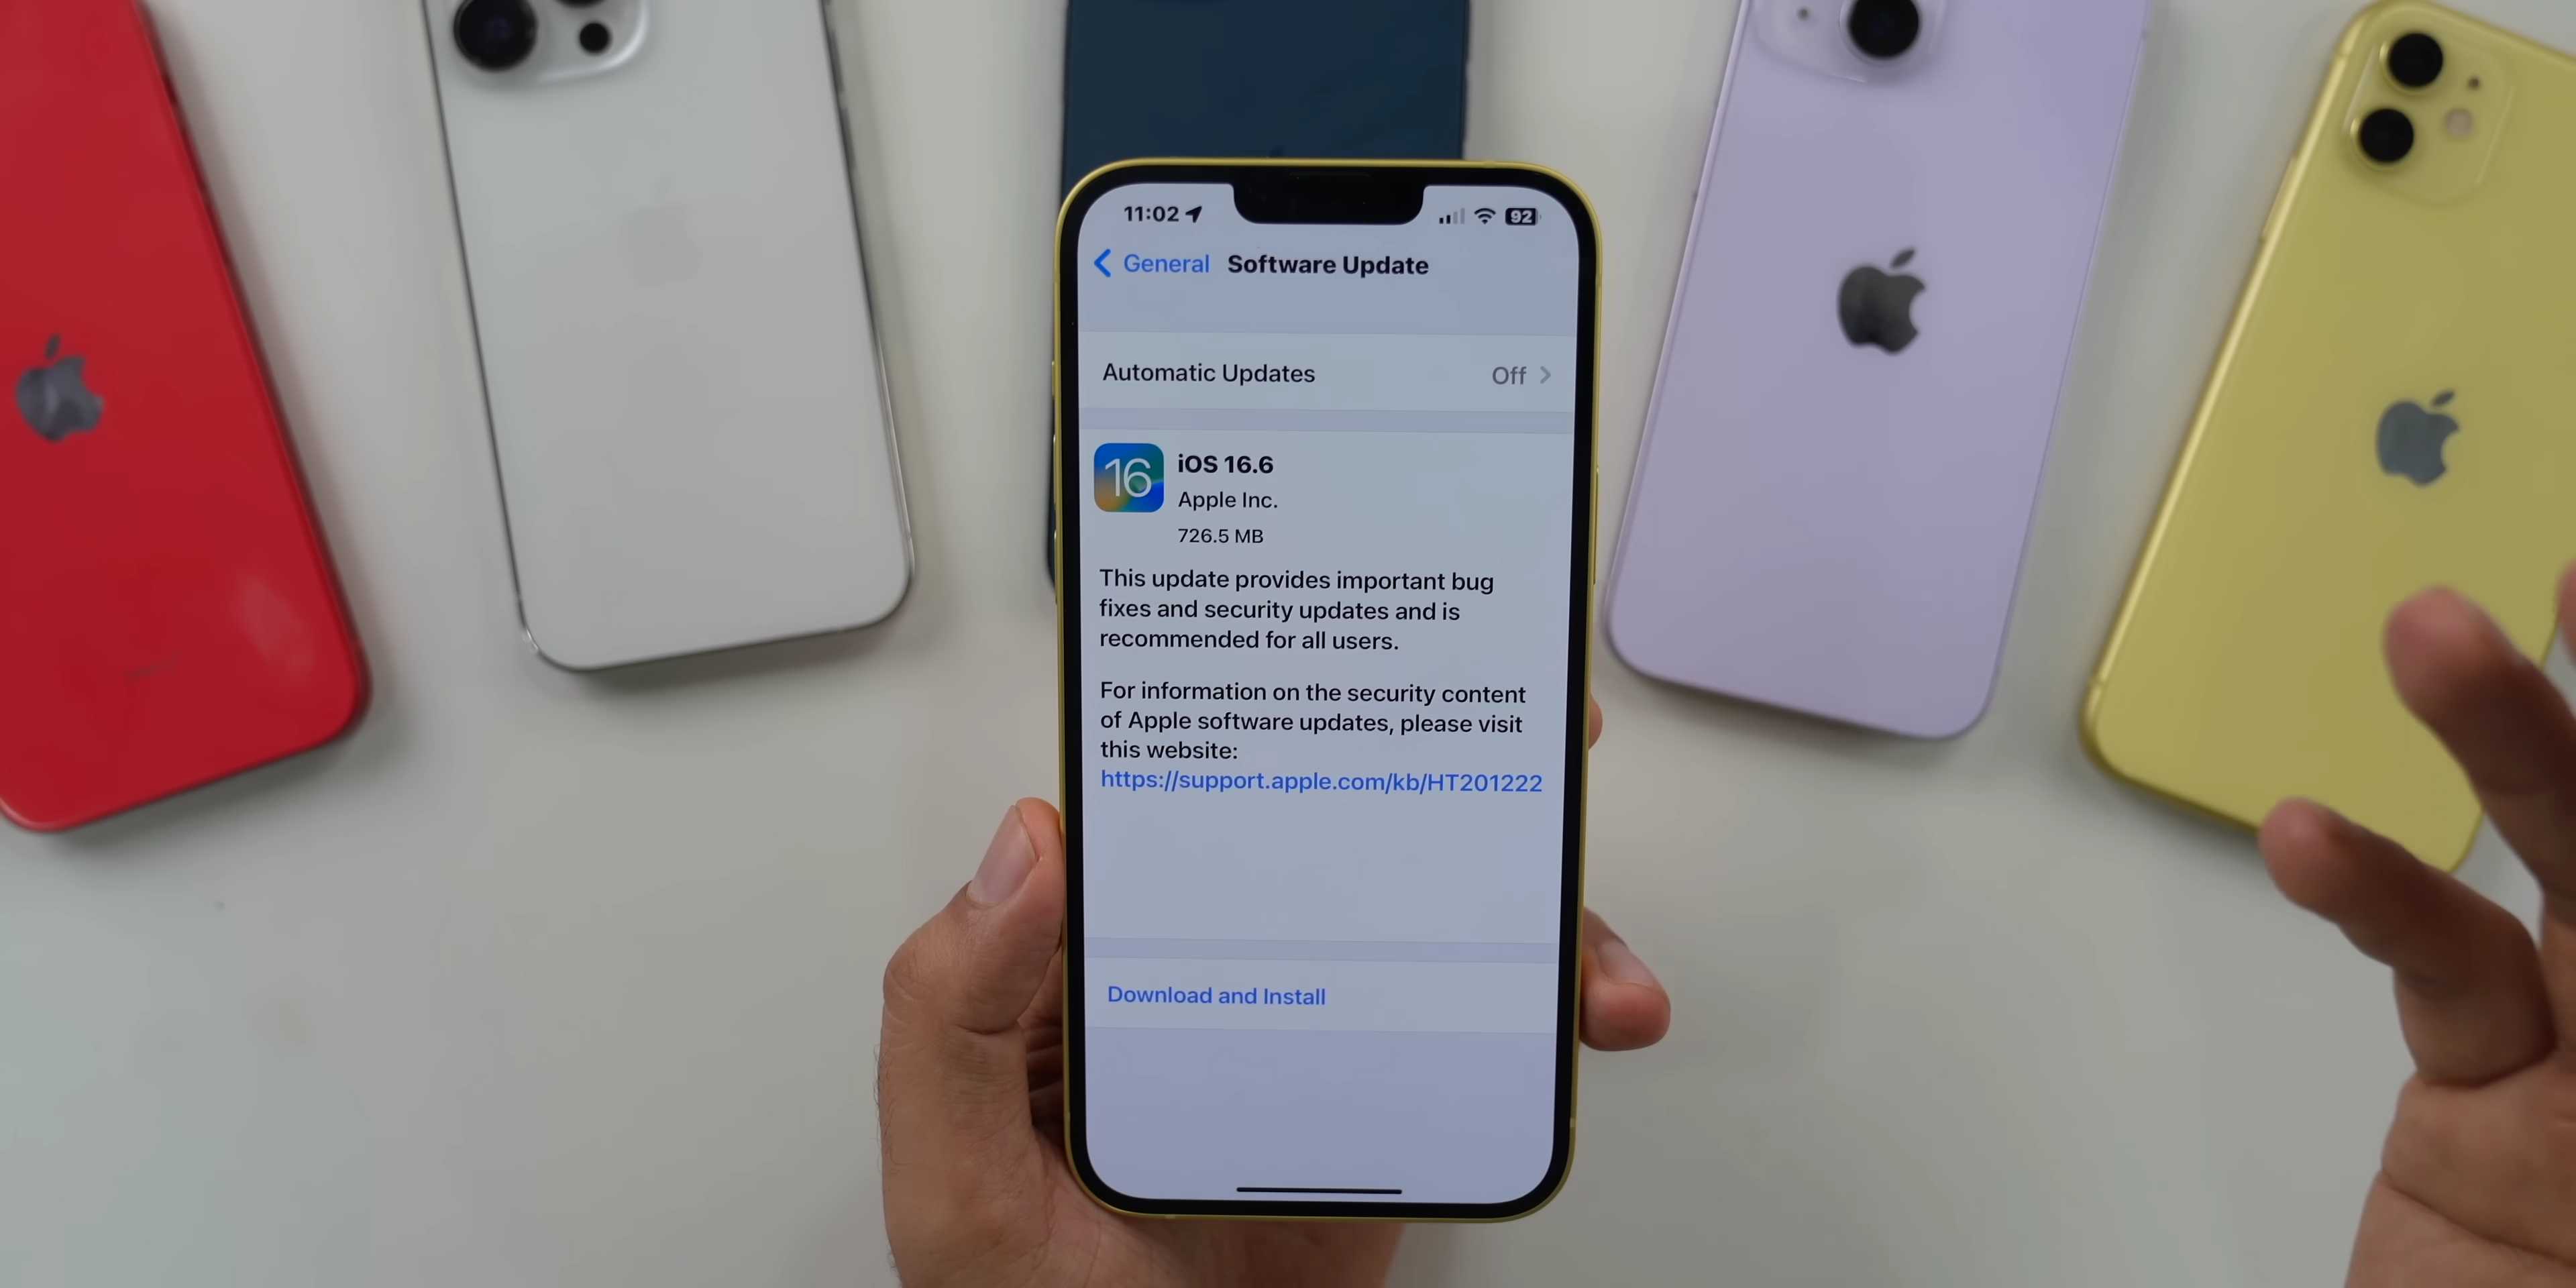 11:02
92
General Software Update
Automatic Updates Off
16
iOS 16.6
Apple Inc.
726.5 MB
This update provides important bug
fixes and security updates and is
recommended for all users.
For information on the security content
of Apple software updates, please visit
this website:
https://support.apple.com/kb/HT201222
Download and Install